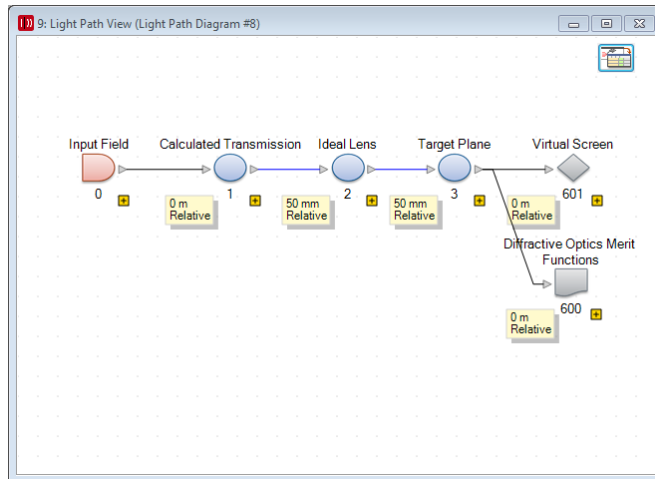 9: Light Path View (Light Path Diagram #8)
Input Field
Calculated Transmission
Ideal Lens
Target Plane
Virtual Screen
0
1
2
3
601
0 m
Relative
50 mm
Relative
50 mm
Relative
0 m
Relative
Diffractive Optics Merit
Functions
600
0 m
Relative